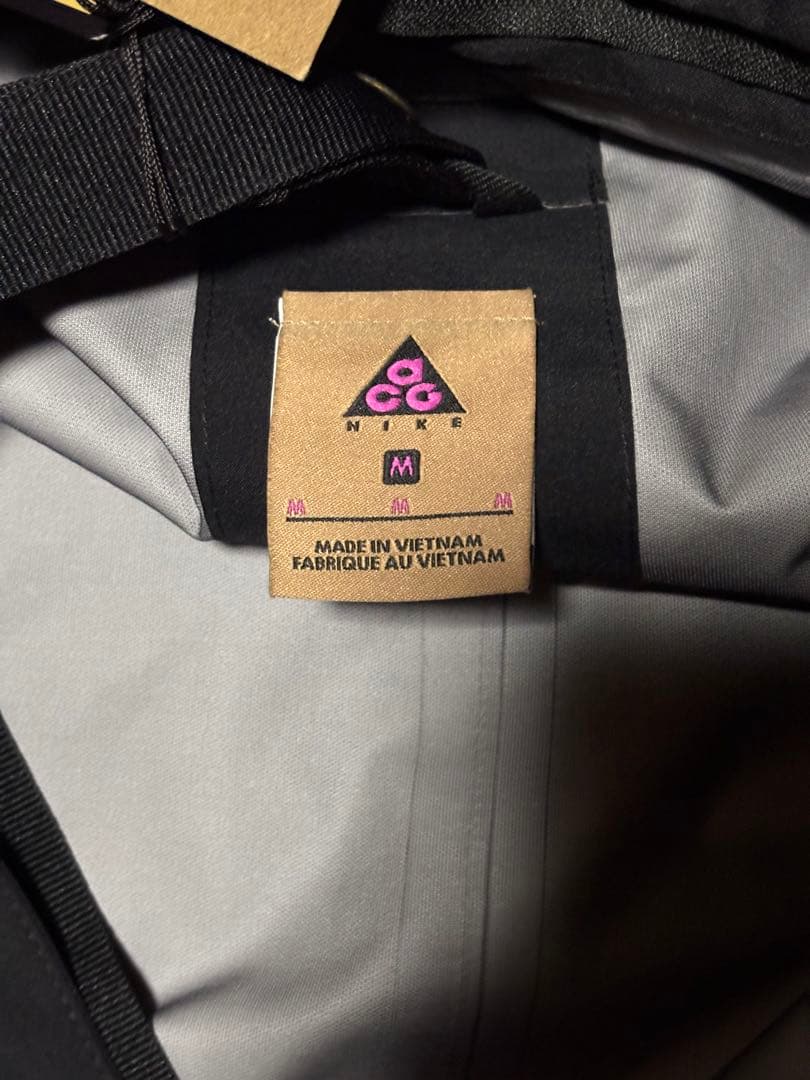 acg
NIKE
M
M M M
MADE IN VIETNAM
FABRIQUE AU VIETNAM